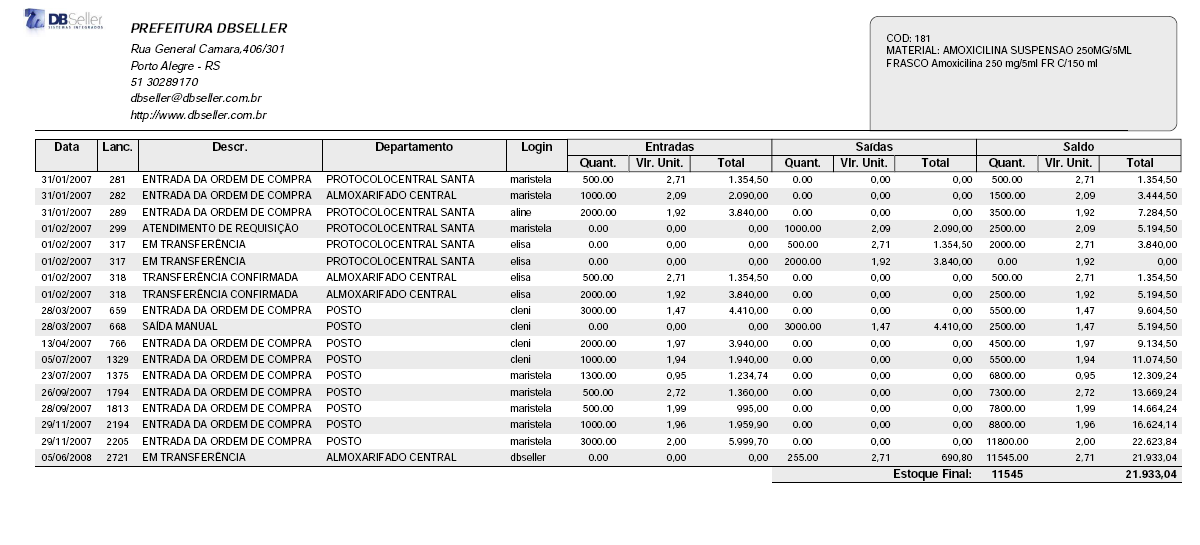 DBSeller
SISTEMAS INTEGRADOS
PREFEITURA DBSELLER
Rua General Camara,406/301
Porto Alegre - RS
51 30289170
dbseller@dbseller.com.br
http://www.dbseller.com.br
COD: 181
MATERIAL: AMOXICILINA SUSPENSAO 250MG/5ML
FRASCO Amoxicilina 250 mg/5ml FR C/150 ml
Data Lanc. Descr. Departamento Login Entradas Saídas Saldo
Quant. Vlr. Unit. Total Quant. Vlr. Unit. Total Quant. Vlr. Unit. Total
31/01/2007 281 ENTRADA DA ORDEM DE COMPRA PROTOCOLOCENTRAL SANTA maristela 500.00 2,71 1.354,50 0.00 0,00 0,00 500.00 2,71 1.354,50
31/01/2007 282 ENTRADA DA ORDEM DE COMPRA ALMOXARIFADO CENTRAL maristela 1000.00 2,09 2.090,00 0.00 0,00 0,00 1500.00 2,09 3.444,50
31/01/2007 289 ENTRADA DA ORDEM DE COMPRA PROTOCOLOCENTRAL SANTA aline 2000.00 1,92 3.840,00 0.00 0,00 0,00 3500.00 1,92 7.284,50
01/02/2007 299 ATENDIMENTO DE REQUISIÇÃO PROTOCOLOCENTRAL SANTA maristela 0.00 0,00 0,00 1000.00 2,09 2.090,00 2500.00 2,09 5.194,50
01/02/2007 317 EM TRANSFERÊNCIA PROTOCOLOCENTRAL SANTA elisa 0.00 0,00 0,00 500.00 2,71 1.354,50 2000.00 2,71 3.840,00
01/02/2007 317 EM TRANSFERÊNCIA PROTOCOLOCENTRAL SANTA elisa 0.00 0,00 0,00 2000.00 1,92 3.840,00 0.00 1,92 0,00
01/02/2007 318 TRANSFERÊNCIA CONFIRMADA ALMOXARIFADO CENTRAL elisa 500.00 2,71 1.354,50 0.00 0,00 0,00 500.00 2,71 1.354,50
01/02/2007 318 TRANSFERÊNCIA CONFIRMADA ALMOXARIFADO CENTRAL elisa 2000.00 1,92 3.840,00 0.00 0,00 0,00 2500.00 1,92 5.194,50
28/03/2007 659 ENTRADA DA ORDEM DE COMPRA POSTO cleni 3000.00 1,47 4.410,00 0.00 0,00 0,00 5500.00 1,47 9.604,50
28/03/2007 668 SAÍDA MANUAL POSTO cleni 0.00 0,00 0,00 3000.00 1,47 4.410,00 2500.00 1,47 5.194,50
13/04/2007 766 ENTRADA DA ORDEM DE COMPRA POSTO cleni 2000.00 1,97 3.940,00 0.00 0,00 0,00 4500.00 1,97 9.134,50
05/07/2007 1329 ENTRADA DA ORDEM DE COMPRA POSTO cleni 1000.00 1,94 1.940,00 0.00 0,00 0,00 5500.00 1,94 11.074,50
23/07/2007 1375 ENTRADA DA ORDEM DE COMPRA POSTO maristela 1300.00 0,95 1.234,74 0.00 0,00 0,00 6800.00 0,95 12.309,24
26/09/2007 1794 ENTRADA DA ORDEM DE COMPRA POSTO maristela 500.00 2,72 1.360,00 0.00 0,00 0,00 7300.00 2,72 13.669,24
28/09/2007 1813 ENTRADA DA ORDEM DE COMPRA POSTO maristela 500.00 1,99 995,00 0.00 0,00 0,00 7800.00 1,99 14.664,24
29/11/2007 2194 ENTRADA DA ORDEM DE COMPRA POSTO maristela 1000.00 1,96 1.959,90 0.00 0,00 0,00 8800.00 1,96 16.624,14
29/11/2007 2205 ENTRADA DA ORDEM DE COMPRA POSTO maristela 3000.00 2,00 5.999,70 0.00 0,00 0,00 11800.00 2,00 22.623,84
05/06/2008 2721 EM TRANSFERÊNCIA ALMOXARIFADO CENTRAL dbseller 0.00 0,00 0,00 255.00 2,71 690,80 11545.00 2,71 21.933,04
Estoque Final: 11545 21.933,04